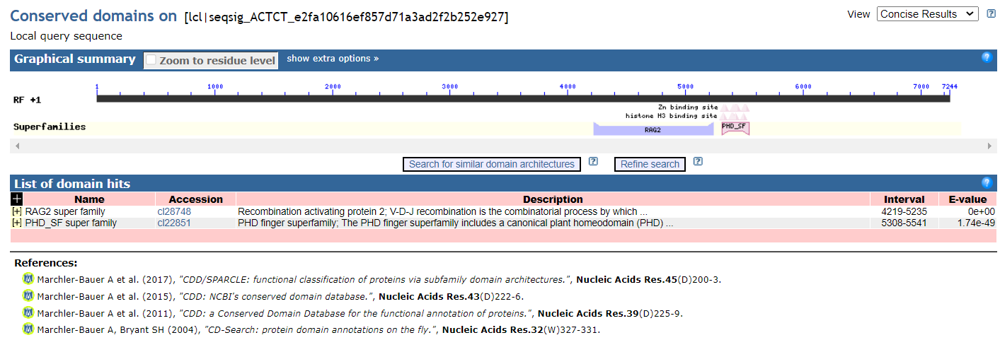 Conserved domains on [lcl|seqsig_ACTCT_e2fa10616ef857d71a3ad2f2b252e927]
View Concise Results ?
Local query sequence
Graphical summary Zoom to residue level show extra options » ?
1 1000 2000 3000 4000 5000 6000 7000 7244
RF +1
Zn binding site
histone H3 binding site
Superfamilies RAG2 PHD_SF
Search for similar domain architectures ? Refine search ?
List of domain hits ?
+ Name Accession Description Interval E-value
[+] RAG2 super family cl28748 Recombination activating protein 2; V-D-J recombination is the combinatorial process by which ... 4219-5235 0e+00
[+] PHD_SF super family cl22851 PHD finger superfamily; The PHD finger superfamily includes a canonical plant homeodomain (PHD) ... 5308-5541 1.74e-49
References:
Marchler-Bauer A et al. (2017), "CDD/SPARCLE: functional classification of proteins via subfamily domain architectures.", Nucleic Acids Res.45(D)200-3.
Marchler-Bauer A et al. (2015), "CDD: NCBI's conserved domain database.", Nucleic Acids Res.43(D)222-6.
Marchler-Bauer A et al. (2011), "CDD: a Conserved Domain Database for the functional annotation of proteins.", Nucleic Acids Res.39(D)225-9.
Marchler-Bauer A, Bryant SH (2004), "CD-Search: protein domain annotations on the fly.", Nucleic Acids Res.32(W)327-331.